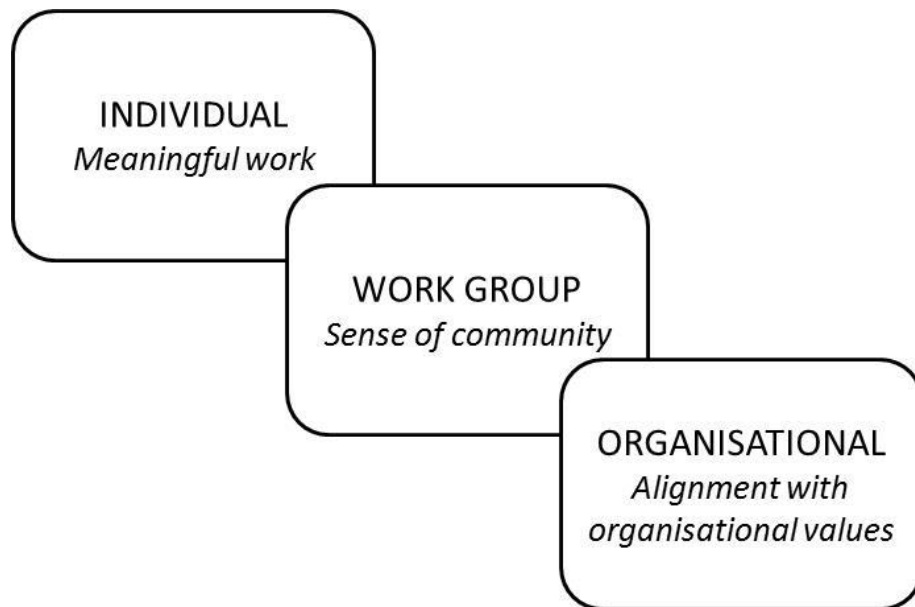 INDIVIDUAL
Meaningful work
WORK GROUP
Sense of community
ORGANISATIONAL
Alignment with
organisational values